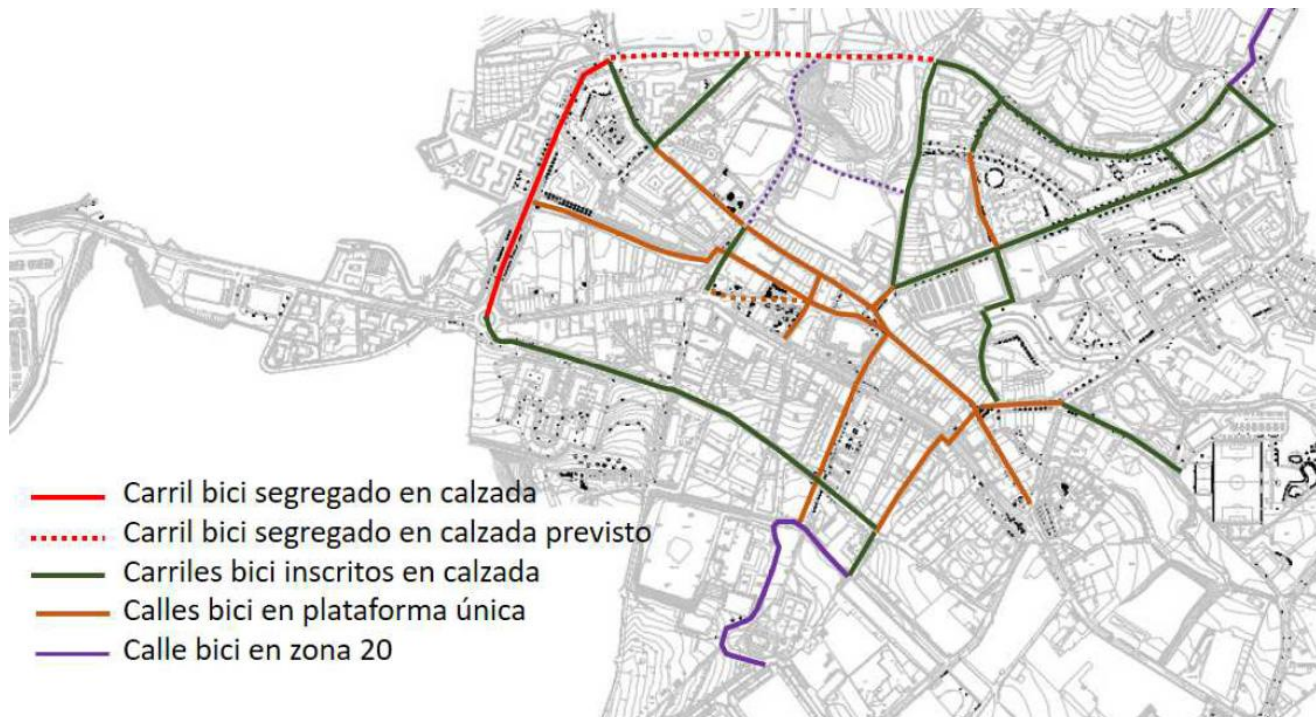 Carril bici segregado en calzada
Carril bici segregado en calzada previsto
Carriles bici inscritos en calzada
Calles bici en plataforma única
Calle bici en zona 20